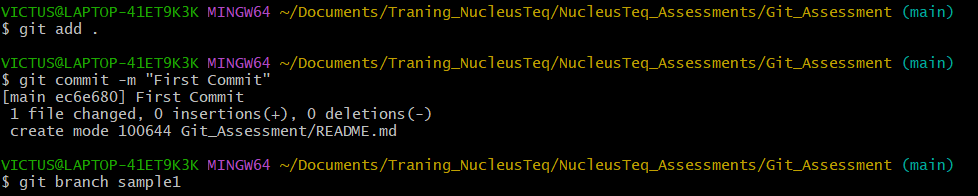 VICTUS@LAPTOP-41ET9K3K MINGW64 ~/Documents/Traning_NucleusTeq/NucleusTeq_Assessments/Git_Assessment (main)
$ git add .
VICTUS@LAPTOP-41ET9K3K MINGW64 ~/Documents/Traning_NucleusTeq/NucleusTeq_Assessments/Git_Assessment (main)
$ git commit -m "First Commit"
[main ec6e680] First Commit
 1 file changed, 0 insertions(+), 0 deletions(-)
 create mode 100644 Git_Assessment/README.md
VICTUS@LAPTOP-41ET9K3K MINGW64 ~/Documents/Traning_NucleusTeq/NucleusTeq_Assessments/Git_Assessment (main)
$ git branch sample1